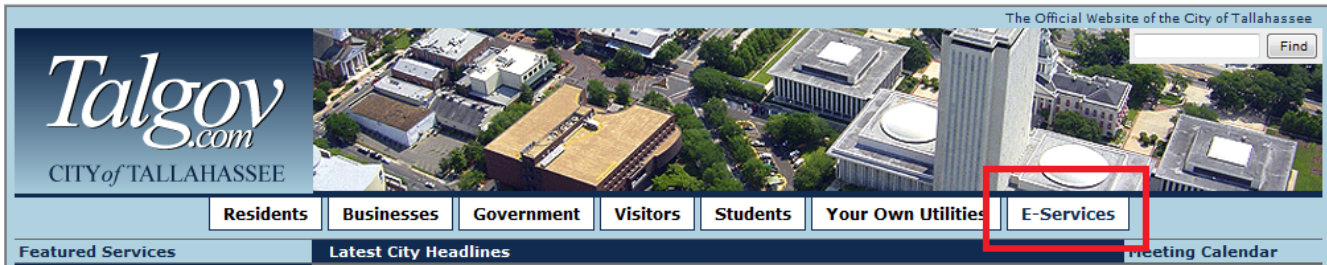 The Official Website of the City of Tallahassee
Find
Talgov
.com
CITY of TALLAHASSEE
Residents Businesses Government Visitors Students Your Own Utilities E-Services
Featured Services Latest City Headlines Meeting Calendar